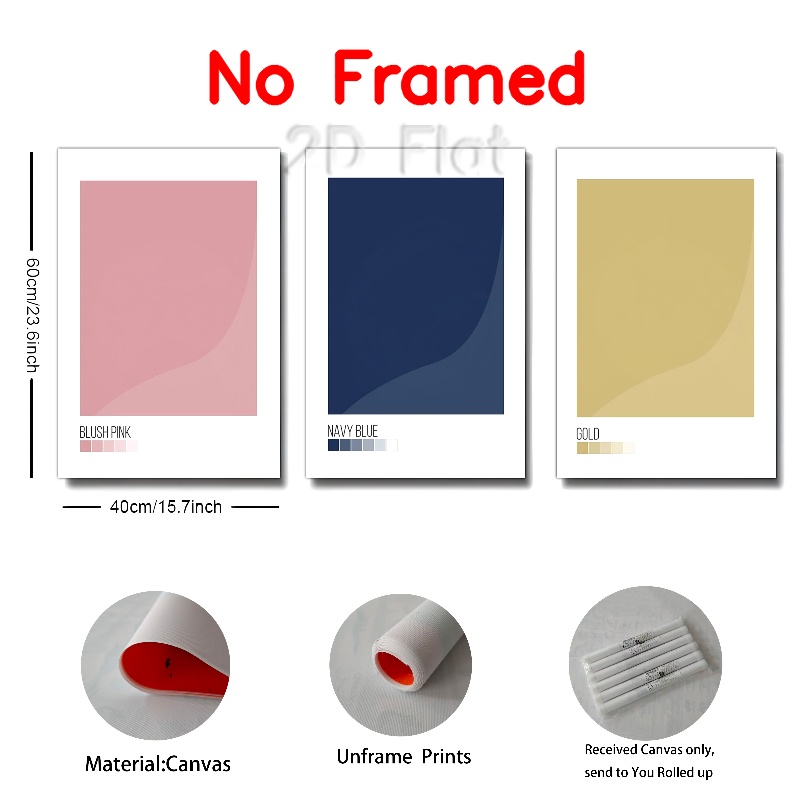 No Framed
2D Flat
60cm/23.6inch
BLUSH PINK
NAVY BLUE
GOLD
40cm/15.7inch
Material:Canvas
Unframe Prints
Received Canvas only,
send to You Rolled up